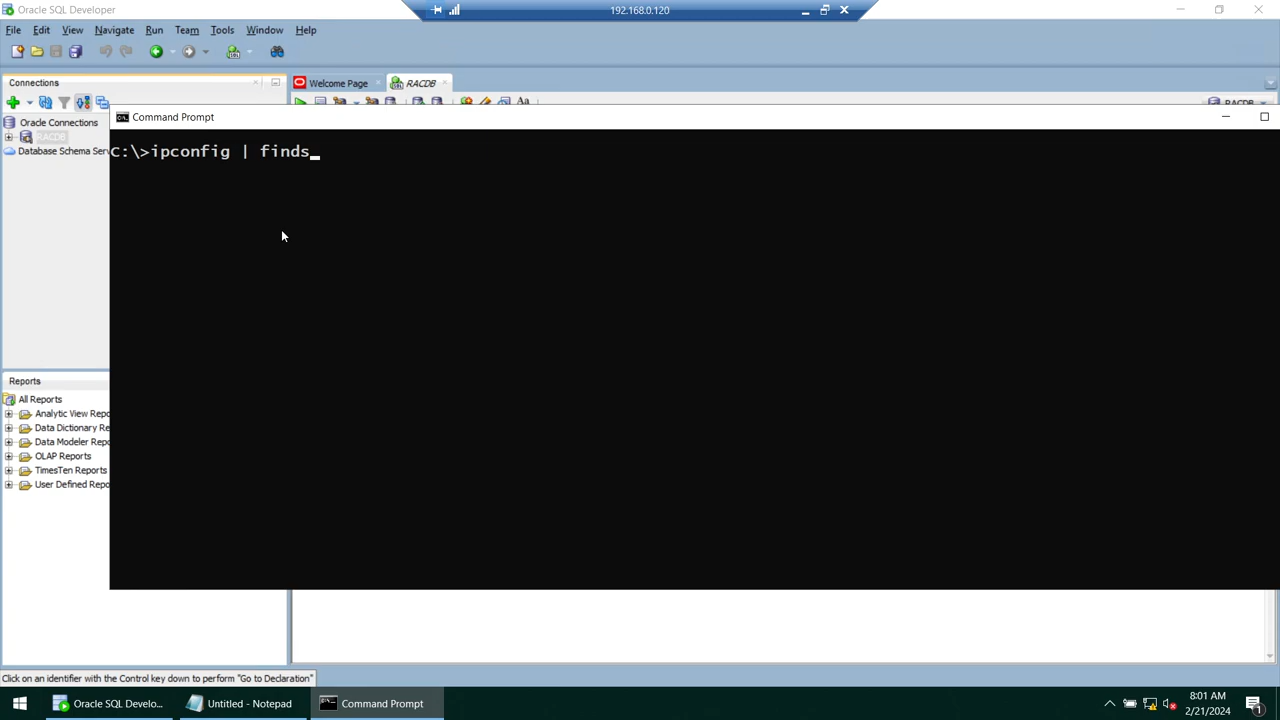 Oracle SQL Developer
192.168.0.120
File Edit View Navigate Run Team Tools Window Help
Connections
Welcome Page
RACDB
RACDB
Oracle Connections
RACDB
Database Schema Serv
Command Prompt
C:\>ipconfig | finds_
Reports
All Reports
Analytic View Repo
Data Dictionary Re
Data Modeler Repo
OLAP Reports
TimesTen Reports
User Defined Repo
Click on an identifier with the Control key down to perform "Go to Declaration"
Oracle SQL Develo...
Untitled - Notepad
Command Prompt
8:01 AM
2/21/2024
1